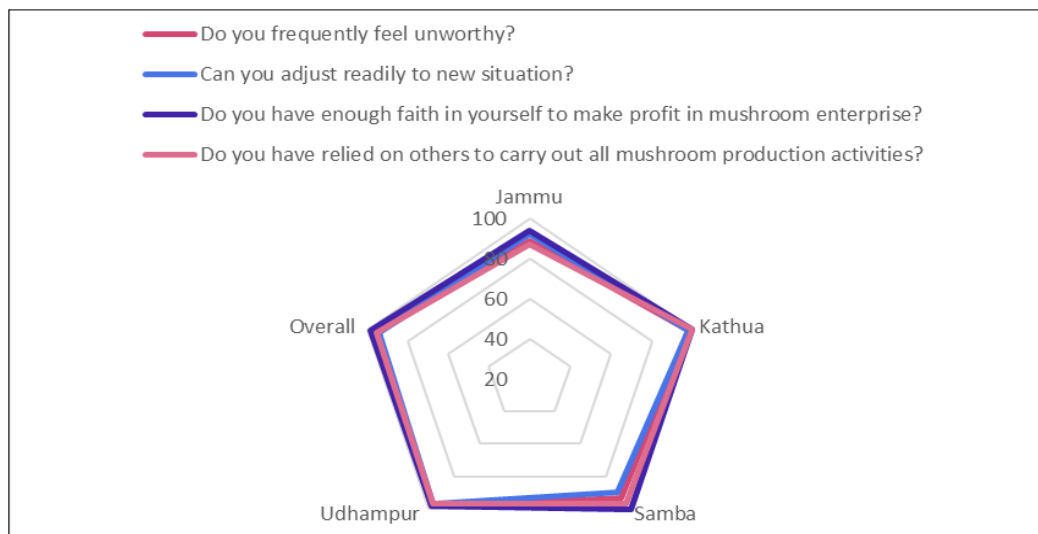 Do you frequently feel unworthy?
Can you adjust readily to new situation?
Do you have enough faith in yourself to make profit in mushroom enterprise?
Do you have relied on others to carry out all mushroom production activities?
Jammu
100
80
60
40
20
Overall
Kathua
Udhampur
Samba